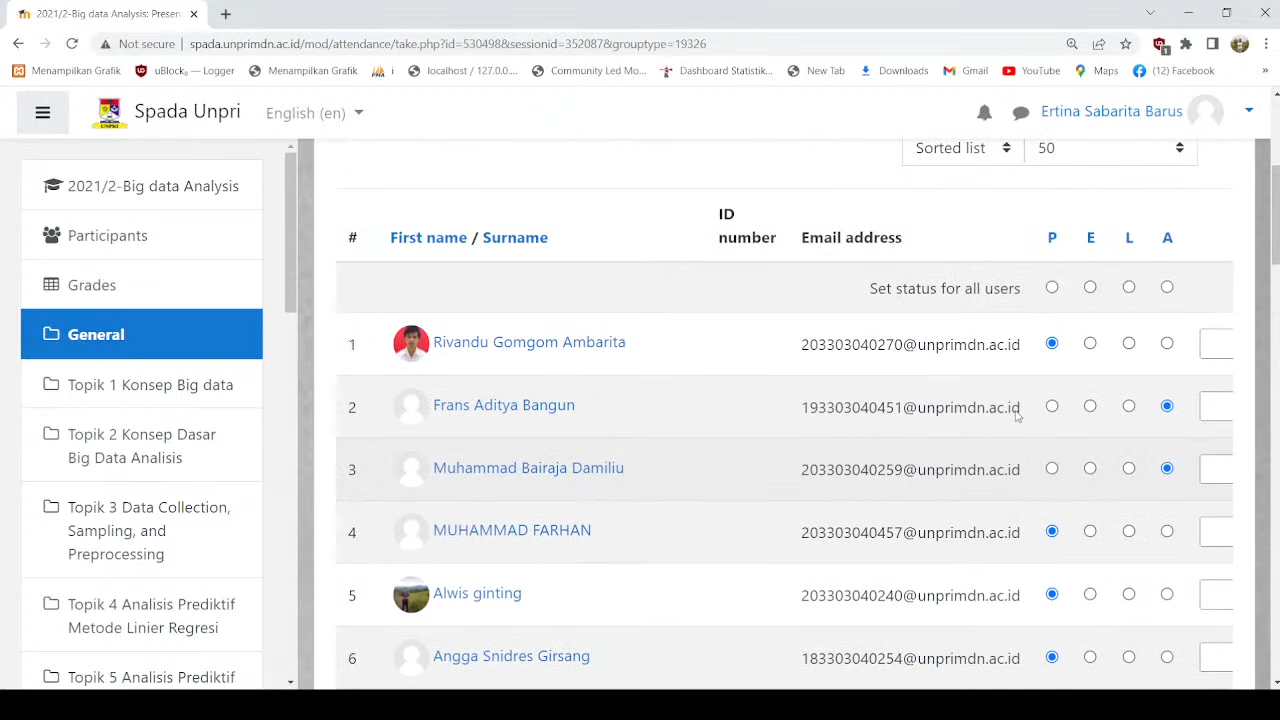 2021/2-Big data Analysis: Presen
Not secure | spada.unprimdn.ac.id/mod/attendance/take.php?id=530498&sessionid=352087&grouptype=19326
Menampilkan Grafik
uBlock₀ — Logger
Menampilkan Grafik
PMA
i
localhost / 127.0.0....
Community Led Mo...
Dashboard Statistik...
New Tab
Downloads
Gmail
YouTube
Maps
(12) Facebook
»
Spada Unpri
English (en)
Ertina Sabarita Barus
2021/2-Big data Analysis
Participants
Grades
General
Topik 1 Konsep Big data
Topik 2 Konsep Dasar
Big Data Analisis
Topik 3 Data Collection,
Sampling, and
Preprocessing
Topik 4 Analisis Prediktif
Metode Linier Regresi
Topik 5 Analisis Prediktif
Sorted list 50
# First name / Surname ID number Email address P E L A
Set status for all users
1 Rivandu Gomgom Ambarita 203303040270@unprimdn.ac.id
2 Frans Aditya Bangun 193303040451@unprimdn.ac.id
3 Muhammad Bairaja Damiliu 203303040259@unprimdn.ac.id
4 MUHAMMAD FARHAN 203303040457@unprimdn.ac.id
5 Alwis ginting 203303040240@unprimdn.ac.id
6 Angga Snidres Girsang 183303040254@unprimdn.ac.id